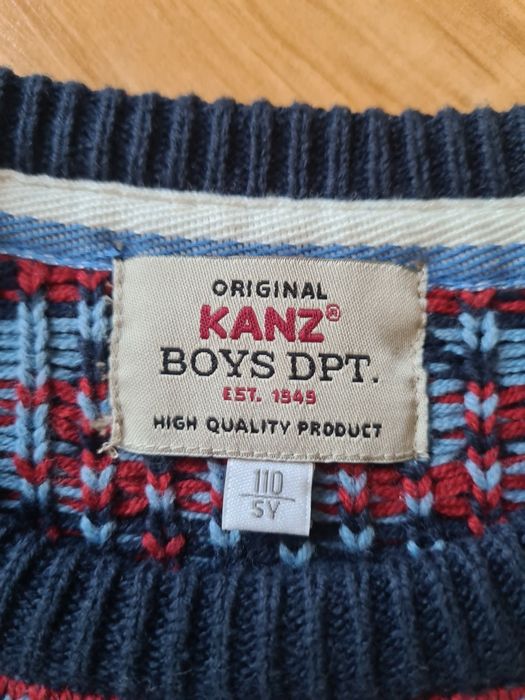 ORIGINAL
KANZ®
BOYS DPT.
EST. 1949
HIGH QUALITY PRODUCT
110
5Y